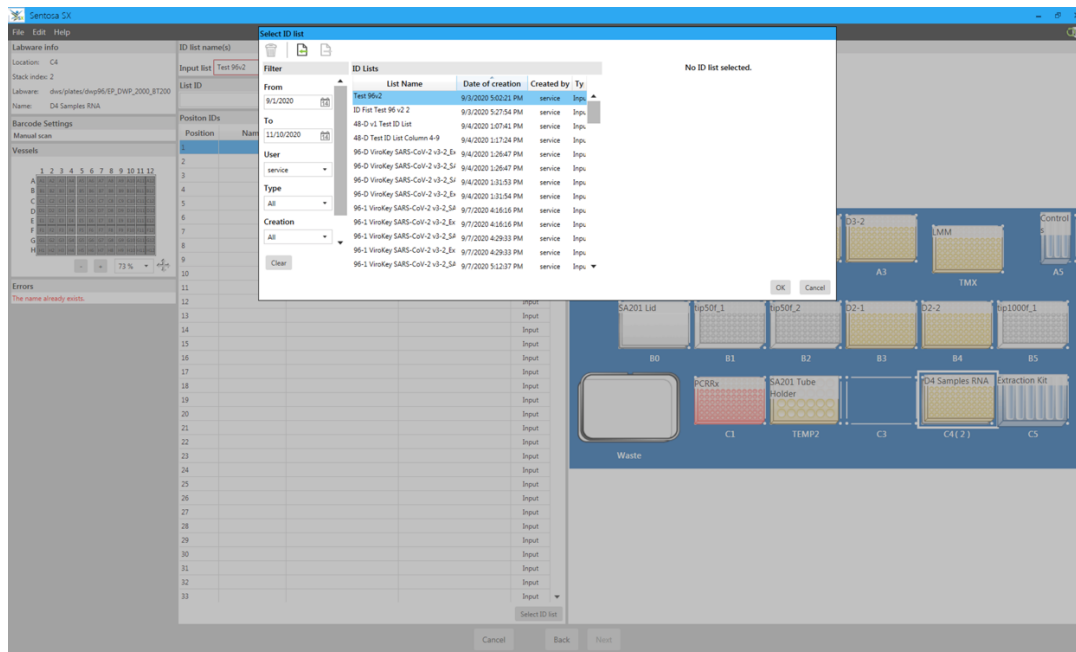 Sentosa SX
File Edit Help
Labware info
Location: C4
Stack index: 2
Labware: dws/plates/dwp96/EP_DWP_2000_BT200
Name: D4 Samples RNA
Barcode Settings
Manual scan
Vessels
1 2 3 4 5 6 7 8 9 10 11 12
A
B
C
D
E
F
G
H
- + 73 %
Errors
The name already exists.
ID list name(s)
Input list Test 96v2
List ID
Positon IDs
Position Nam
1
2
3
4
5
6
7
8
9
10
11
12 Input
13 Input
14 Input
15 Input
16 Input
17 Input
18 Input
19 Input
20 Input
21 Input
22 Input
23 Input
24 Input
25 Input
26 Input
27 Input
28 Input
29 Input
30 Input
31 Input
32 Input
33 Input
Select ID list
Cancel Back Next
Select ID list
Filter
From
9/1/2020
To
11/10/2020
User
service
Type
All
Creation
All
Clear
ID Lists
List Name Date of creation Created by Ty
Test 96v2 9/3/2020 5:02:21 PM service Inpu
ID Fist Test 96 v2 2 9/3/2020 5:27:54 PM service Inpu
48-D v1 Test ID List 9/4/2020 1:07:41 PM service Inpu
48-D Test ID List Column 4-9 9/4/2020 1:17:24 PM service Inpu
96-D ViroKey SARS-CoV-2 v3-2_Ex 9/4/2020 1:26:47 PM service Inpu
96-D ViroKey SARS-CoV-2 v3-2_SA 9/4/2020 1:26:47 PM service Inpu
96-D ViroKey SARS-CoV-2 v3-2_SA 9/4/2020 1:31:53 PM service Inpu
96-D ViroKey SARS-CoV-2 v3-2_Ex 9/4/2020 1:31:54 PM service Inpu
96-1 ViroKey SARS-CoV-2 v3-2_SA 9/7/2020 4:16:16 PM service Inpu
96-1 ViroKey SARS-CoV-2 v3-2_Ex 9/7/2020 4:16:16 PM service Inpu
96-1 ViroKey SARS-CoV-2 v3-2_SA 9/7/2020 4:29:33 PM service Inpu
96-1 ViroKey SARS-CoV-2 v3-2_Ex 9/7/2020 4:29:33 PM service Inpu
96-1 ViroKey SARS-CoV-2 v3-2_SA 9/7/2020 5:12:37 PM service Inpu
No ID list selected.
OK Cancel
D3-2
A3
LMM
TMX
Control
s
A5
SA201 Lid
B0
tip50f_1
B1
tip50f_2
B2
D2-1
B3
D2-2
B4
tip1000f_1
B5
Waste
PCRRx
C1
SA201 Tube
Holder
TEMP2
C3
D4 Samples RNA
C4( 2 )
Extraction Kit
C5